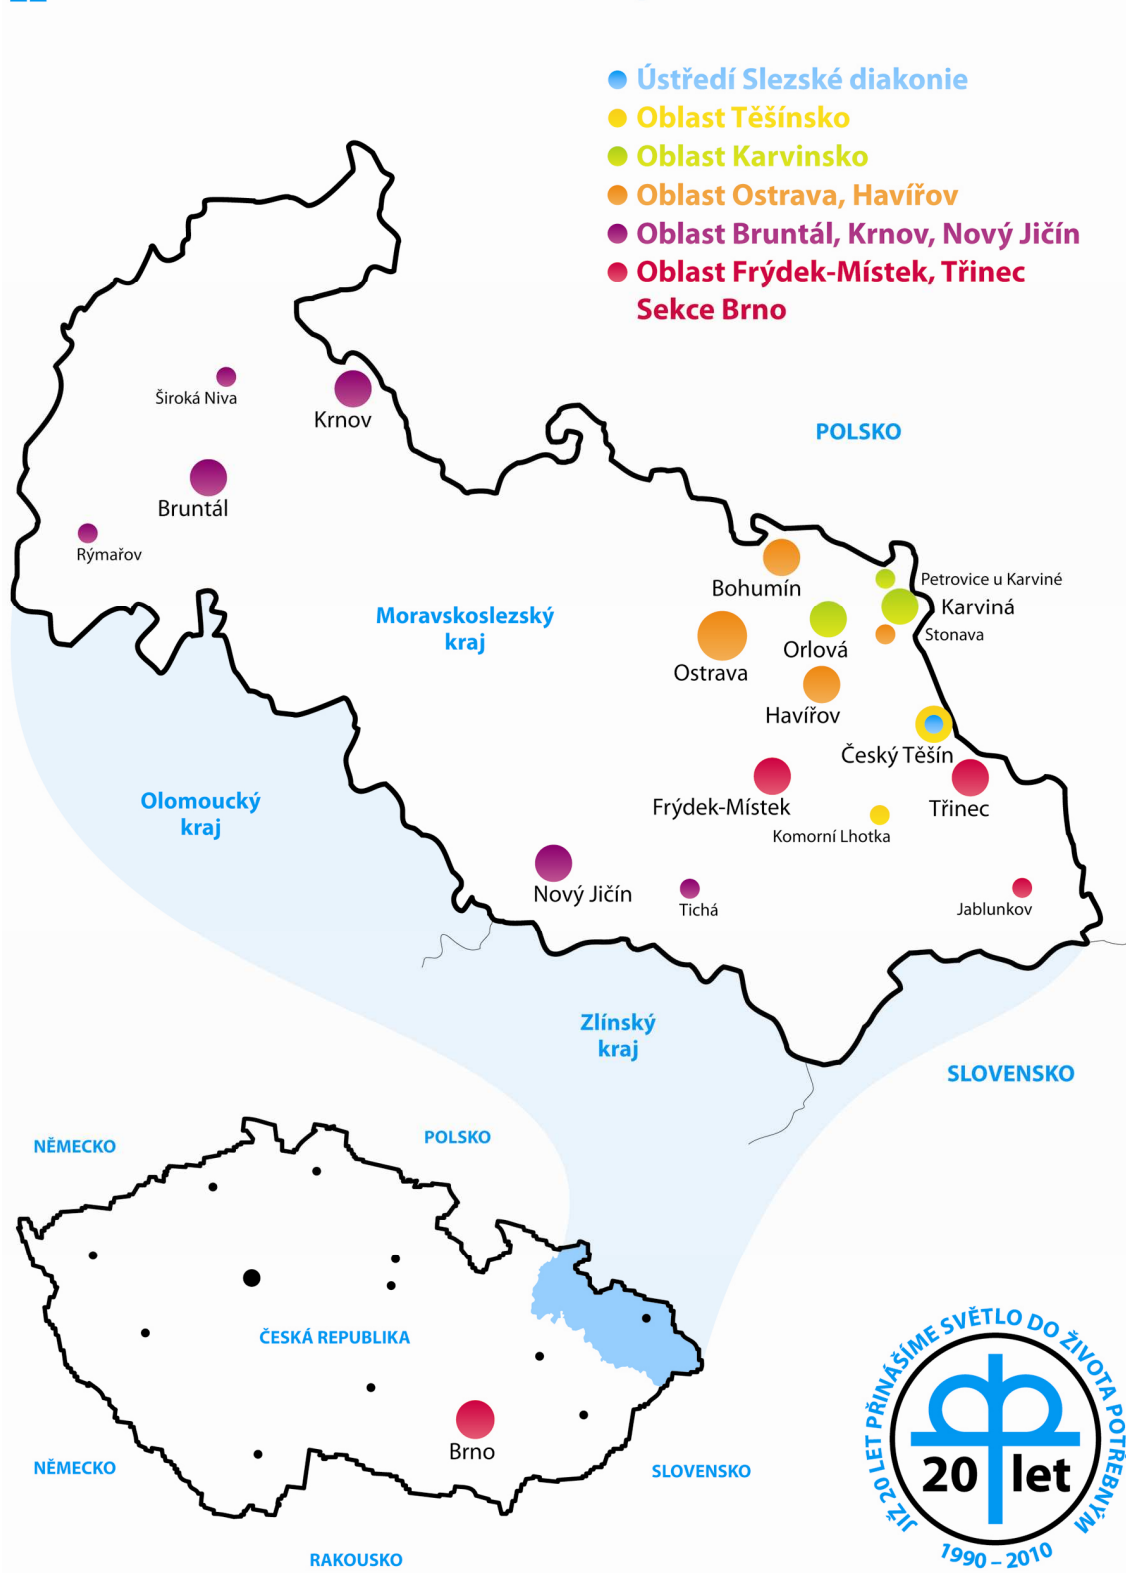 Ústředí Slezské diakonie
Oblast Těšínsko
Oblast Karvinsko
Oblast Ostrava, Havířov
Oblast Bruntál, Krnov, Nový Jičín
Oblast Frýdek-Místek, Třinec
Sekce Brno
Široká Niva
Krnov
POLSKO
Bruntál
Rýmařov
Bohumín
Petrovice u Karviné
Karviná
Moravskoslezský
kraj
Orlová
Stonava
Ostrava
Havířov
Český Těšín
Olomoucký
kraj
Frýdek-Místek
Třinec
Komorní Lhotka
Nový Jičín
Tichá
Jablunkov
Zlínský
kraj
SLOVENSKO
NĚMECKO
POLSKO
ČESKÁ REPUBLIKA
Brno
NĚMECKO
SLOVENSKO
RAKOUSKO
JIŽ 20 LET PŘINÁŠÍME SVĚTLO DO ŽIVOTA POTŘEBNÝM
20 let
1990 – 2010